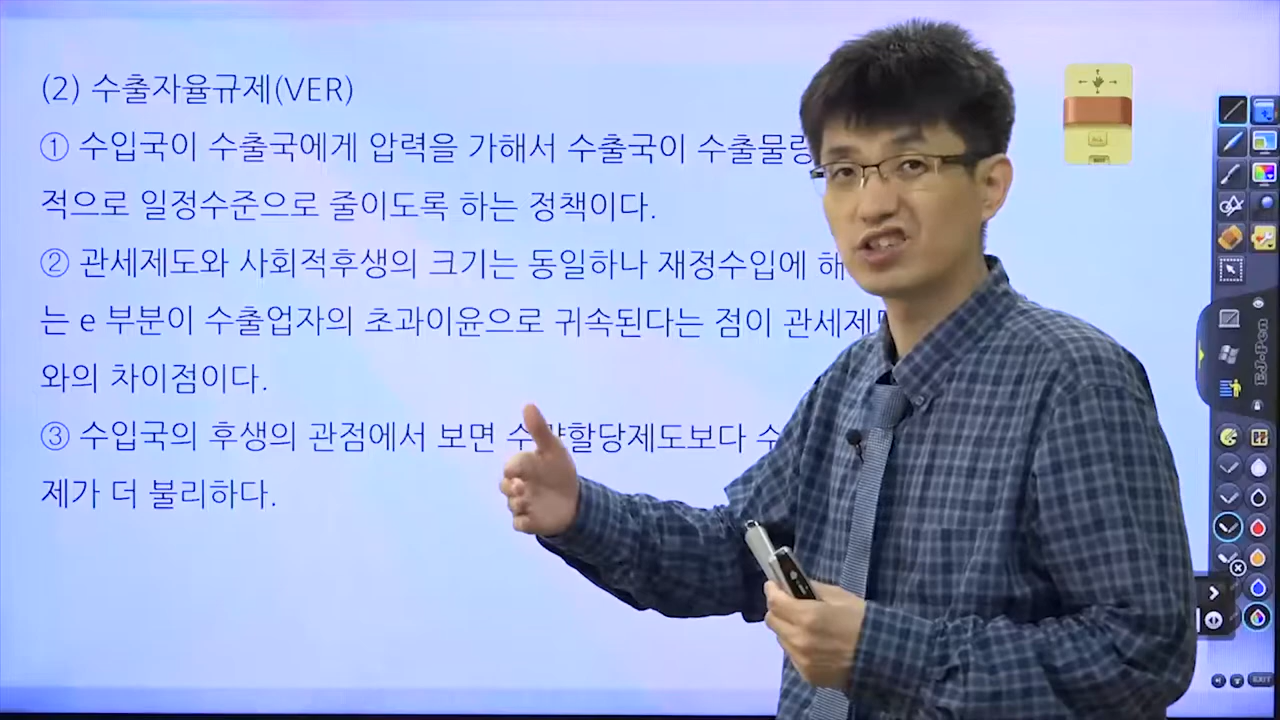 (2) 수출자율규제(VER)
① 수입국이 수출국에게 압력을 가해서 수출국이 수출물량
적으로 일정수준으로 줄이도록 하는 정책이다.
② 관세제도와 사회적후생의 크기는 동일하나 재정수입에 해
는 e 부분이 수출업자의 초과이윤으로 귀속된다는 점이
와의 차이점이다.
③ 수입국의 후생의 관점에서 보면 수량할당제도보다
제가 더 불리하다.
EJ-Pen
EXIT